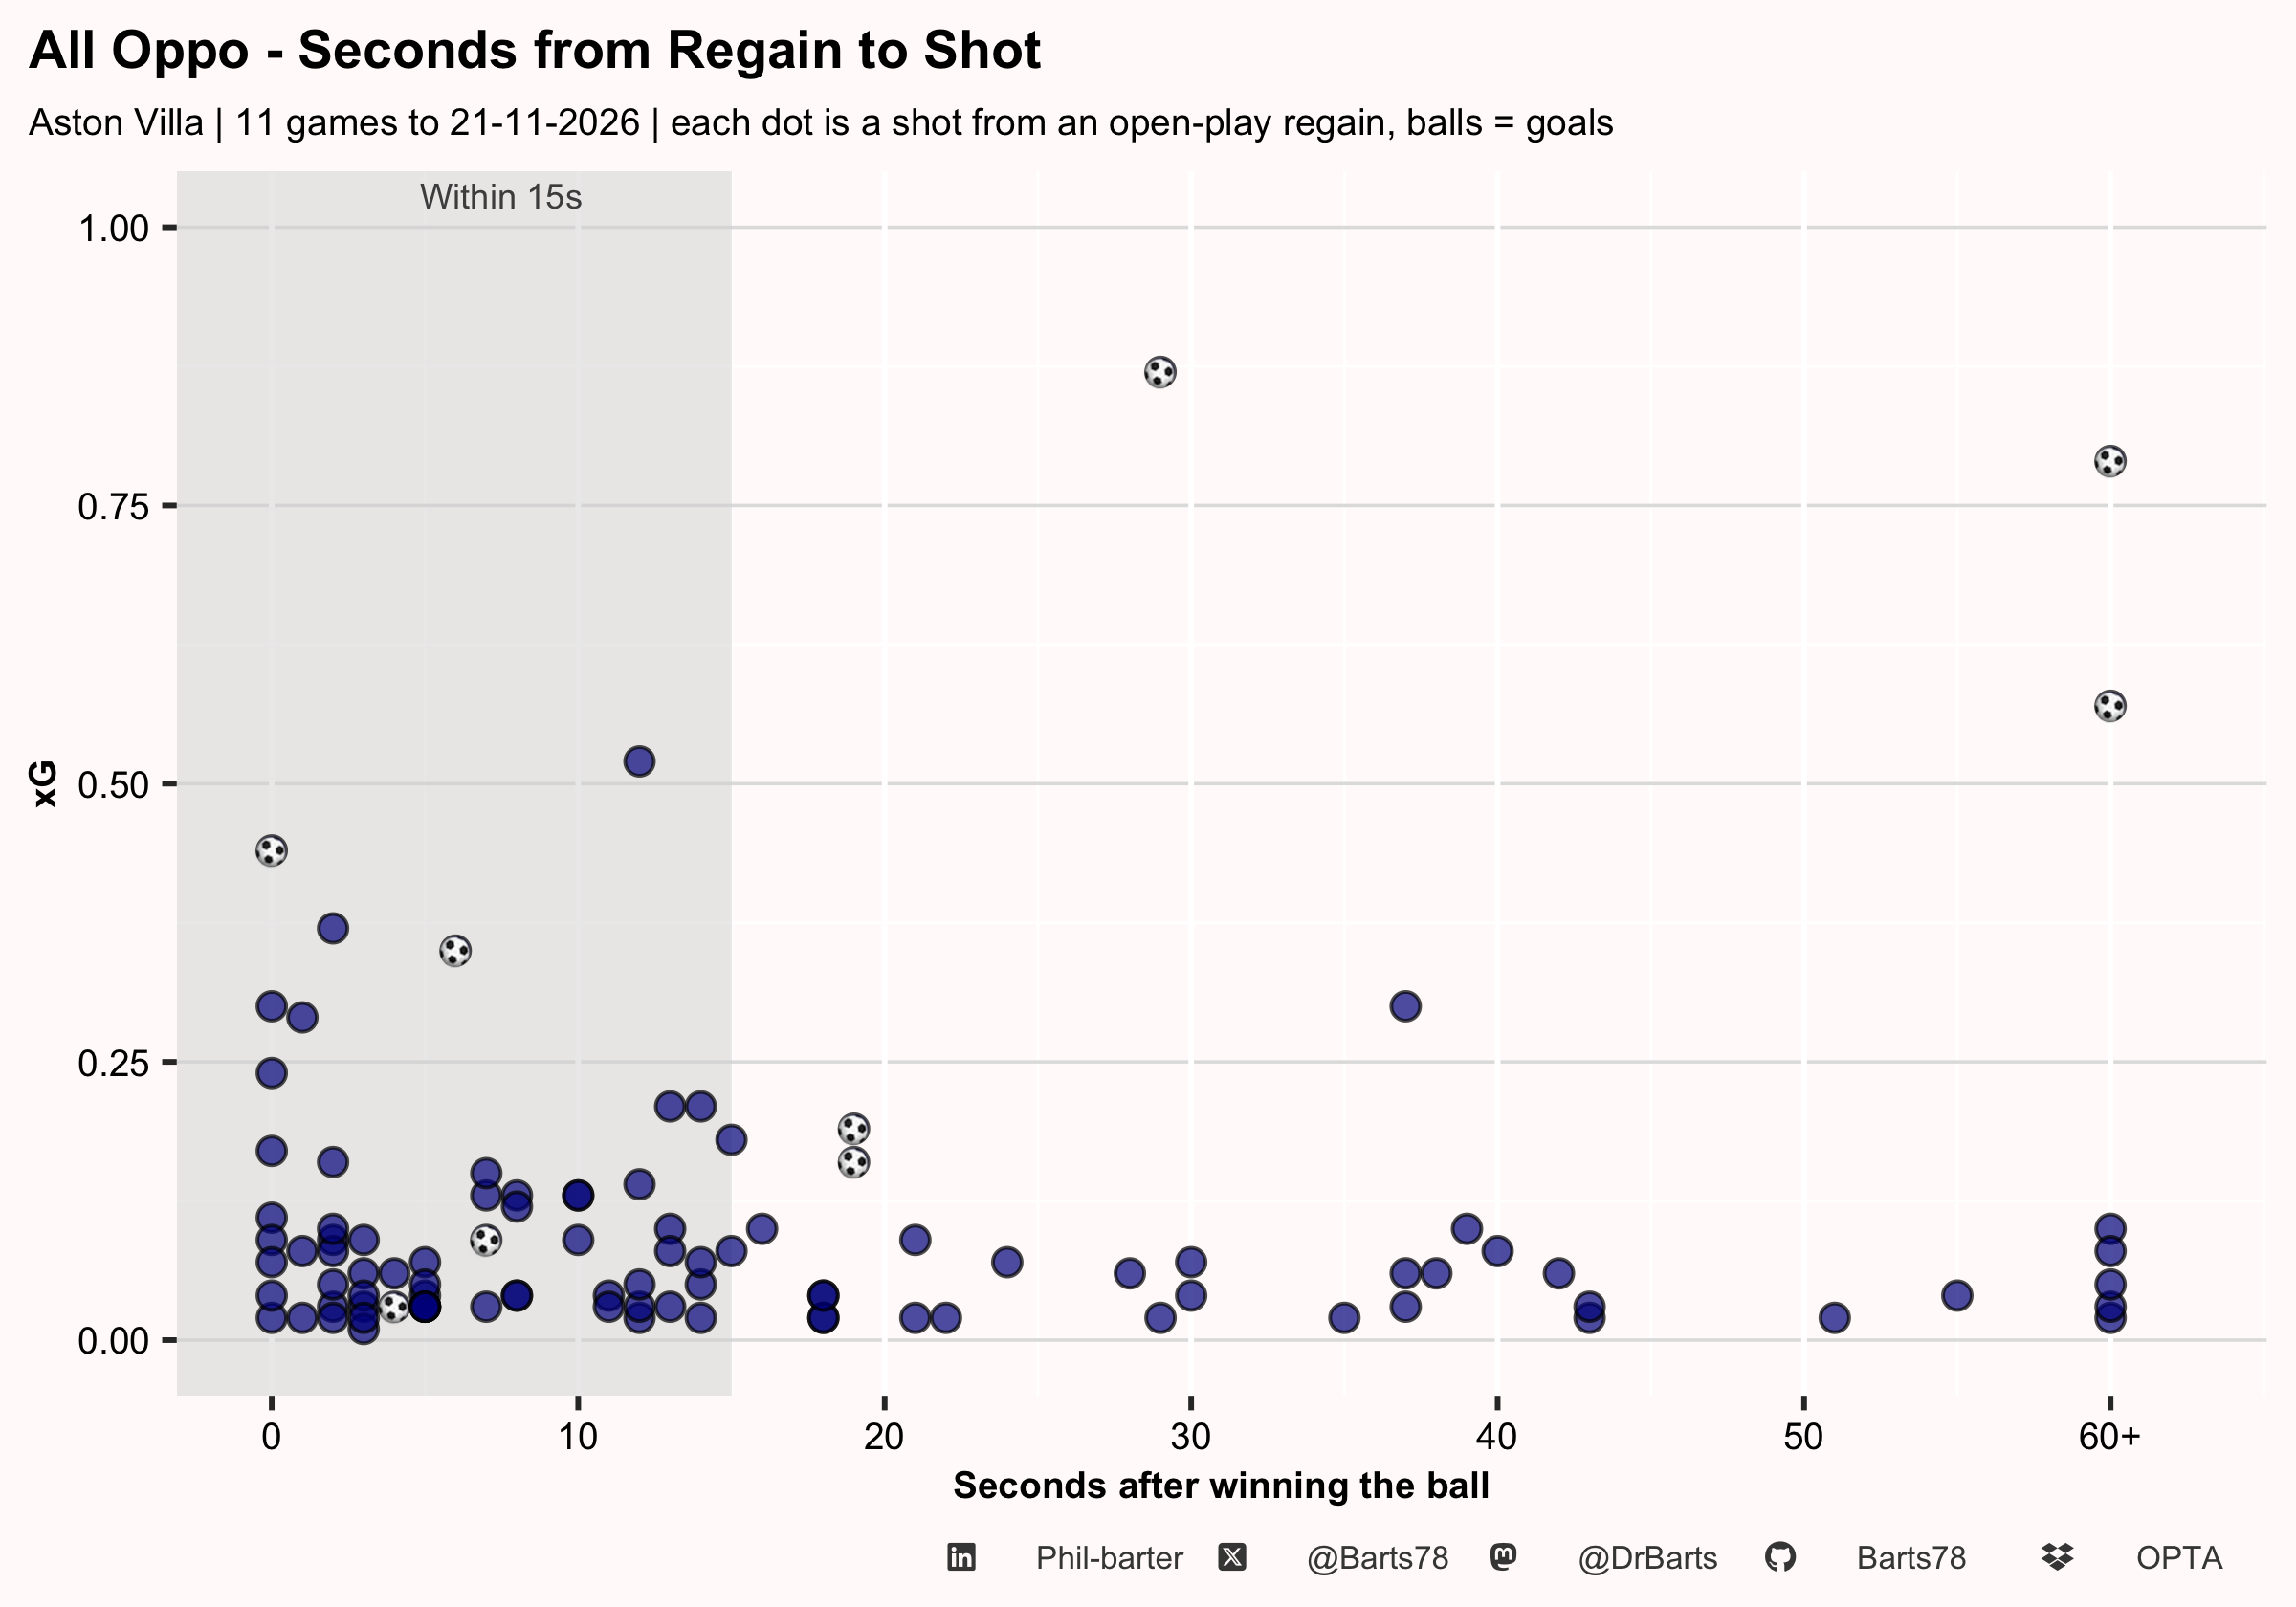 All Oppo - Seconds from Regain to Shot
Aston Villa | 11 games to 21-11-2026 | each dot is a shot from an open-play regain, balls = goals
Within 15s
1.00
0.75
0.50
0.25
0.00
xG
0 10 20 30 40 50 60+
Seconds after winning the ball
Phil-barter @Barts78 @DrBarts Barts78 OPTA